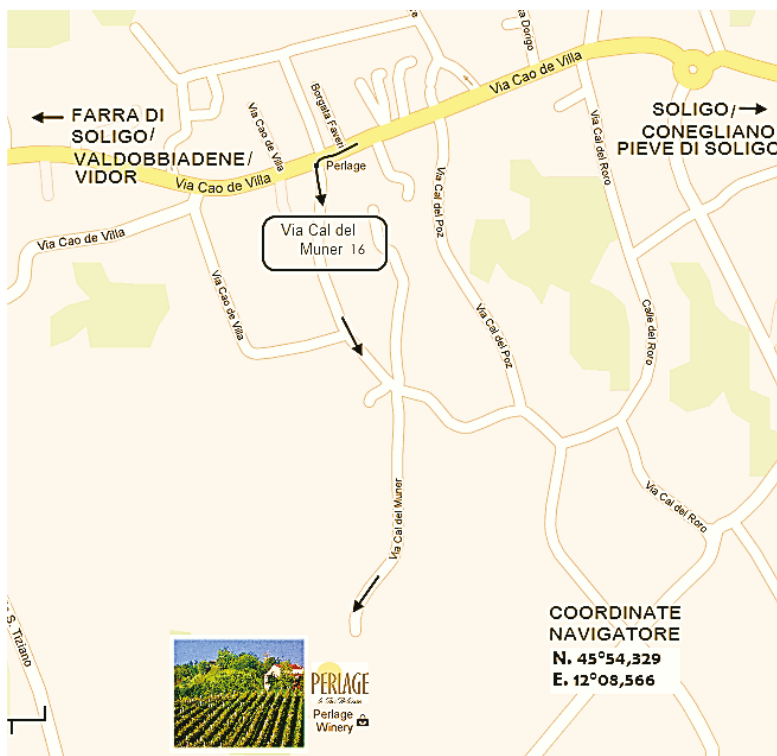 Via Dorigo
Via Cao de Villa
← FARRA DI
SOLIGO/
VALDOBBIADENE/
VIDOR
SOLIGO/ →
CONEGLIANO
PIEVE DI SOLIGO
Via Cao de Villa
Borgata Faveri
Via Cal del Roro
Perlage
Via Cao de Villa
Via Cal del Poz
Via Cal del
Muner 16
Via Cao de Villa
Via Cao de Villa
Via Cal del Poz
Calle del Roro
Via Cal del Muner
Via Cal del Roro
S. Tiziano
COORDINATE
NAVIGATORE
N. 45°54,329
E. 12°08,566
PERLAGE
Perlage
Winery